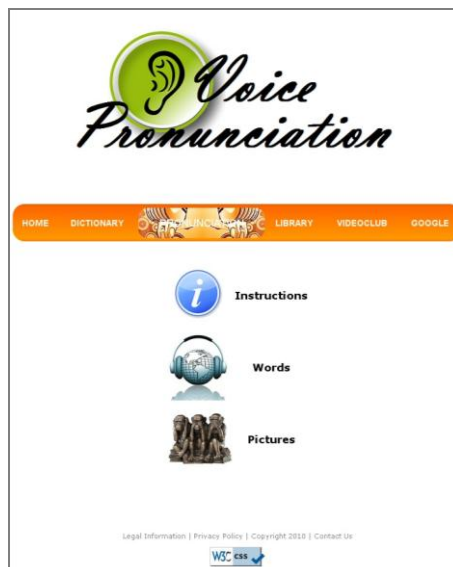 Voice
Pronunciation
HOME DICTIONARY PRONUNCIATION LIBRARY VIDEOCLUB GOOGLE
i Instructions
Words
Pictures
Legal Information | Privacy Policy | Copyright 2010 | Contact Us
W3C css